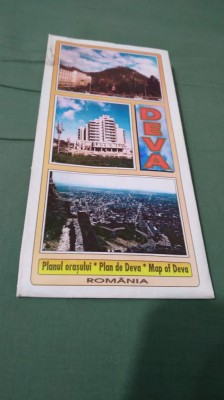 DEVA
Planul orașului * Plan de Deva * Map of Deva
ROMÂNIA